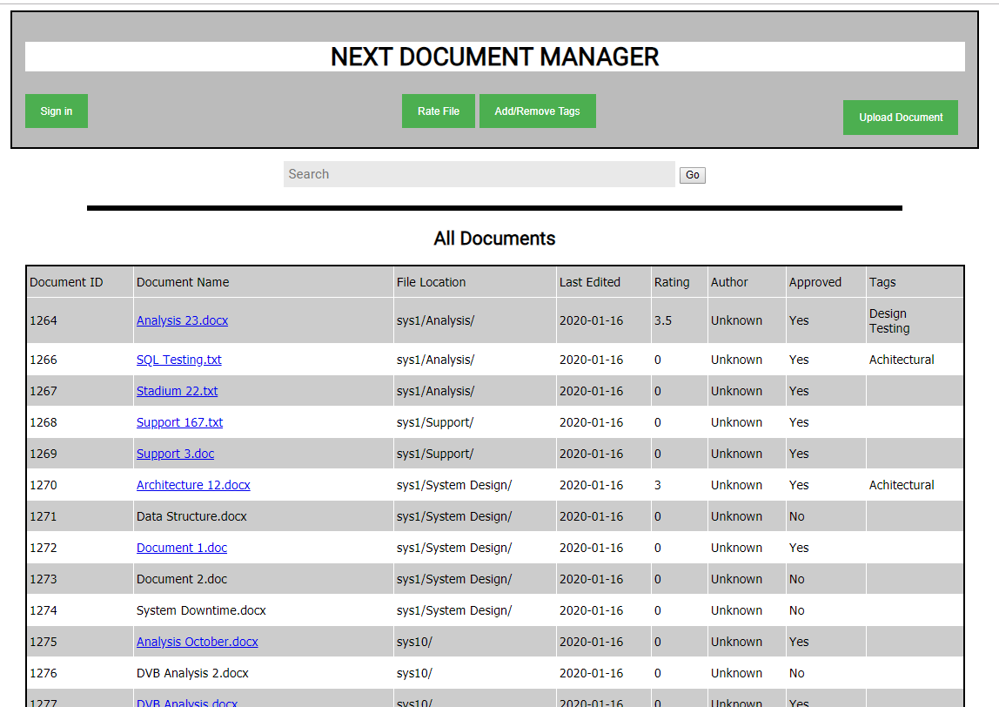 NEXT DOCUMENT MANAGER
Sign in Rate File Add/Remove Tags Upload Document
Search Go
All Documents
Document ID Document Name File Location Last Edited Rating Author Approved Tags
1264 Analysis 23.docx sys1/Analysis/ 2020-01-16 3.5 Unknown Yes Design
Testing
1266 SQL Testing.txt sys1/Analysis/ 2020-01-16 0 Unknown Yes Achitectural
1267 Stadium 22.txt sys1/Analysis/ 2020-01-16 0 Unknown Yes
1268 Support 167.txt sys1/Support/ 2020-01-16 0 Unknown Yes
1269 Support 3.doc sys1/Support/ 2020-01-16 0 Unknown Yes
1270 Architecture 12.docx sys1/System Design/ 2020-01-16 3 Unknown Yes Achitectural
1271 Data Structure.docx sys1/System Design/ 2020-01-16 0 Unknown No
1272 Document 1.doc sys1/System Design/ 2020-01-16 0 Unknown Yes
1273 Document 2.doc sys1/System Design/ 2020-01-16 0 Unknown No
1274 System Downtime.docx sys1/System Design/ 2020-01-16 0 Unknown No
1275 Analysis October.docx sys10/ 2020-01-16 0 Unknown Yes
1276 DVB Analysis 2.docx sys10/ 2020-01-16 0 Unknown No
1277 DVB Analysis.docx sys10/ 2020-01-16 0 Unknown Yes